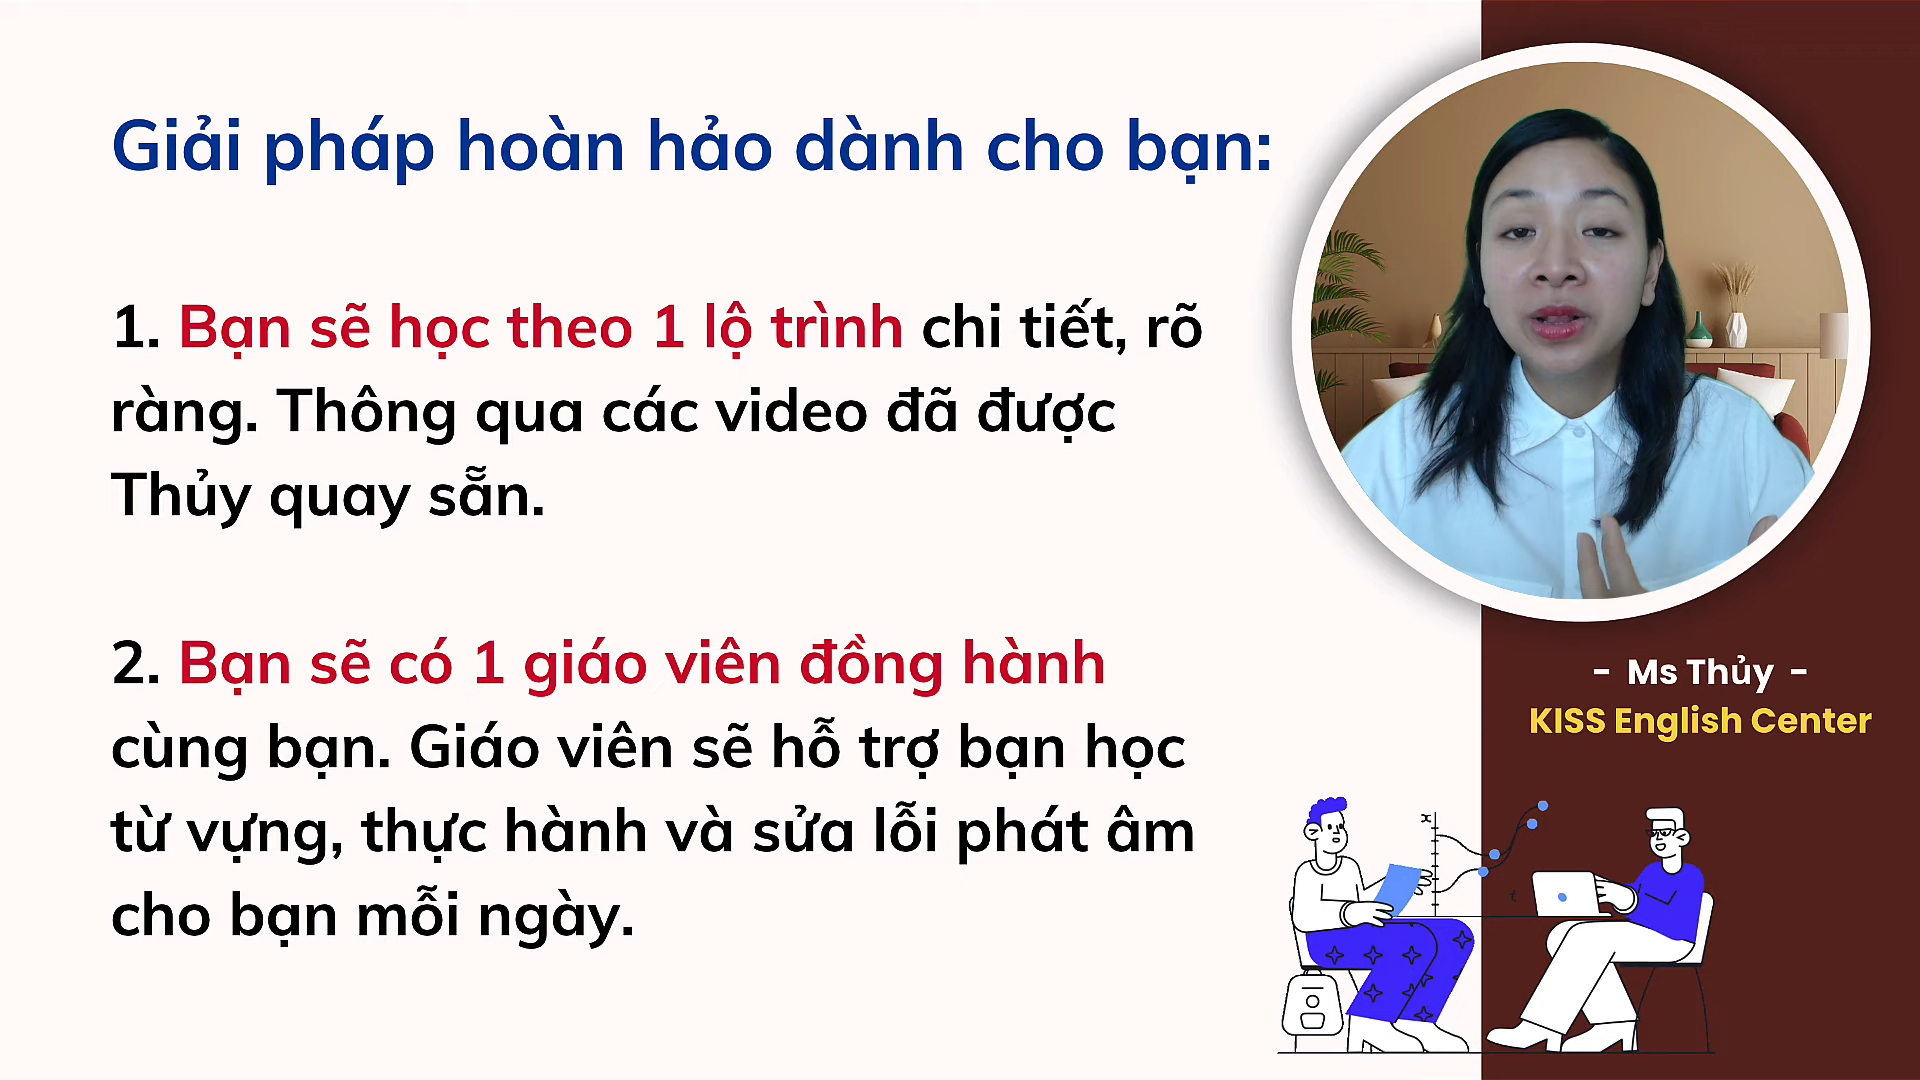 Giải pháp hoàn hảo dành cho bạn:
1. Bạn sẽ học theo 1 lộ trình chi tiết, rõ
ràng. Thông qua các video đã được
Thủy quay sẵn.
2. Bạn sẽ có 1 giáo viên đồng hành
cùng bạn. Giáo viên sẽ hỗ trợ bạn học
từ vựng, thực hành và sửa lỗi phát âm
cho bạn mỗi ngày.
- Ms Thủy -
KISS English Center
x
t